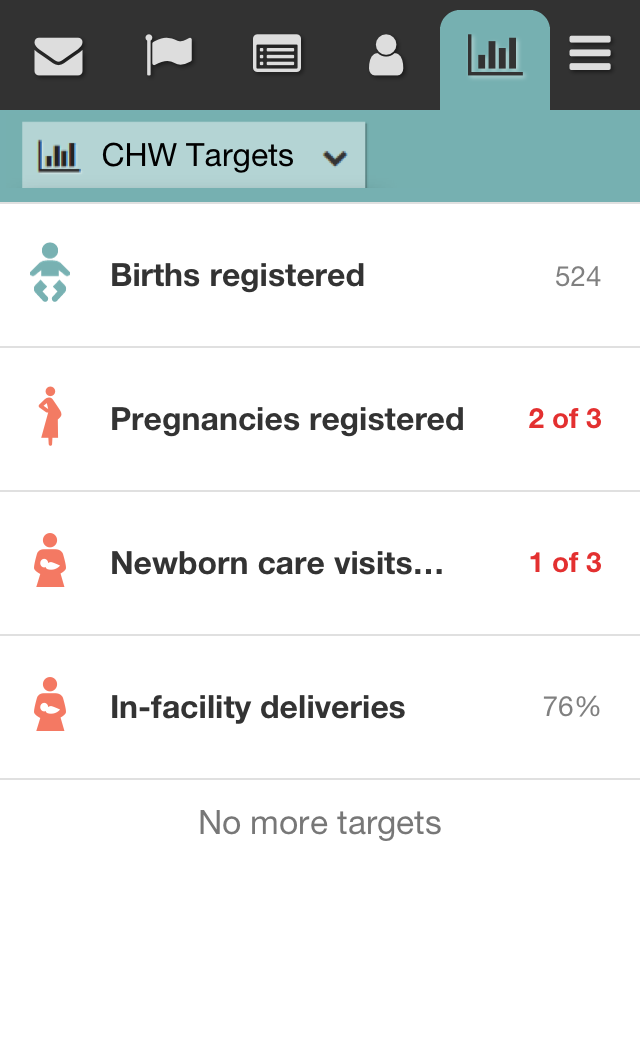 CHW Targets
Births registered 524
Pregnancies registered 2 of 3
Newborn care visits... 1 of 3
In-facility deliveries 76%
No more targets